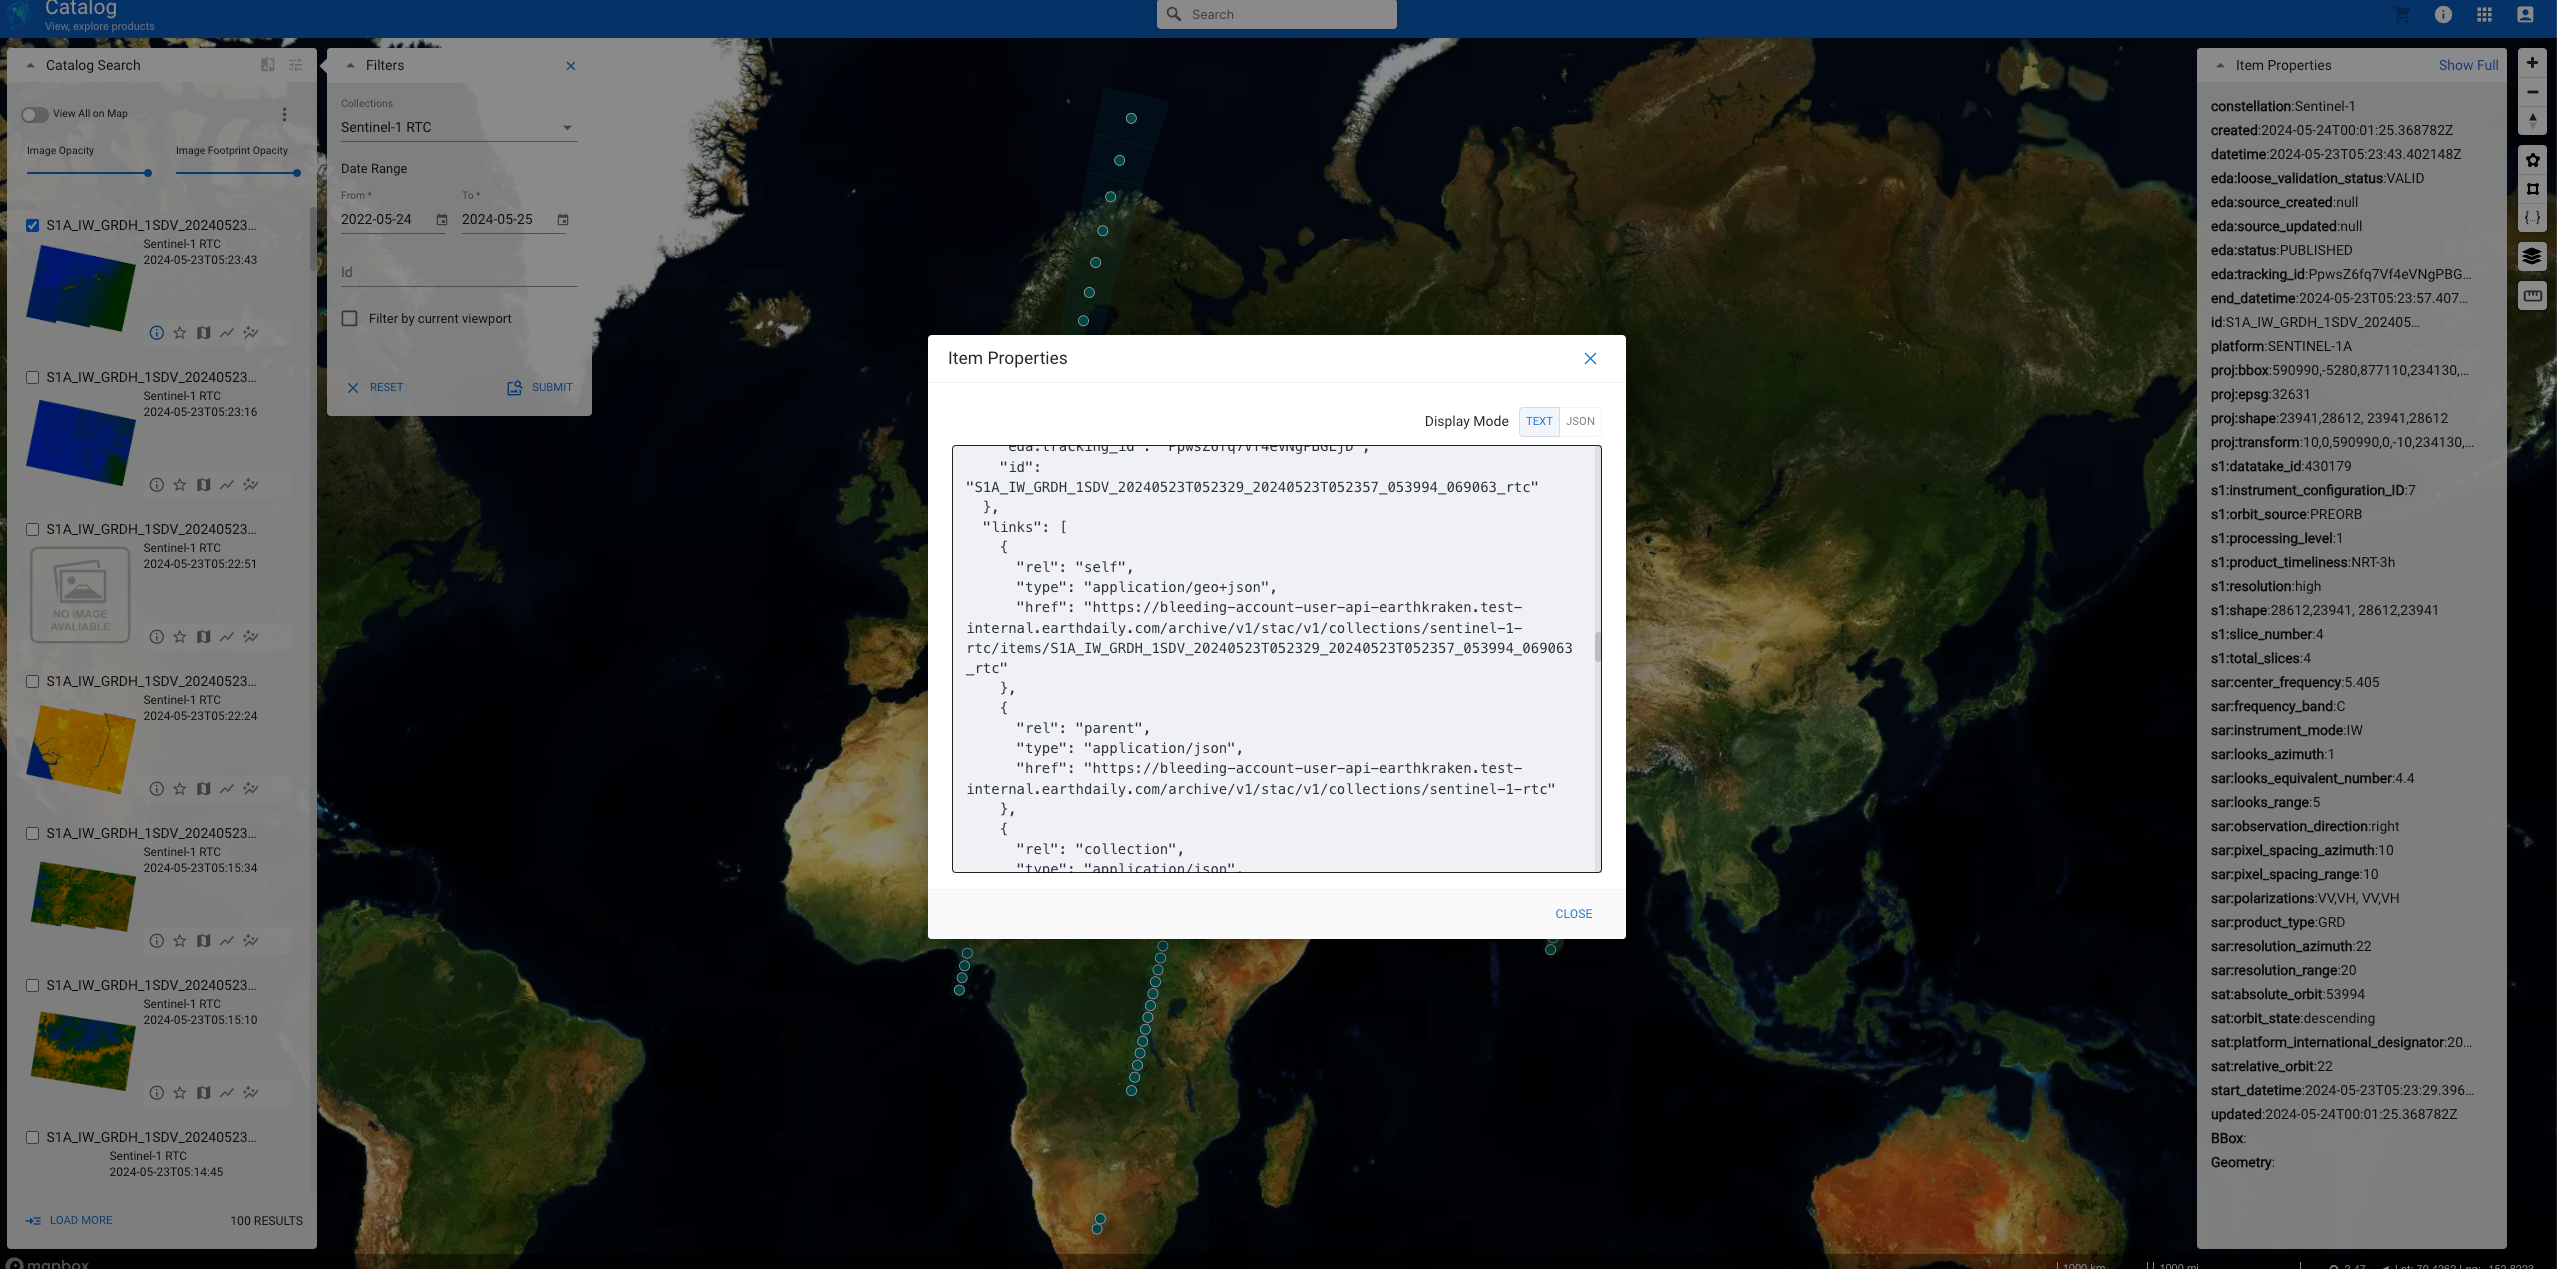 Catalog
View, explore products
Search
Catalog Search
View All on Map
Image Opacity
Image Footprint Opacity
S1A_IW_GRDH_1SDV_20240523...
Sentinel-1 RTC
2024-05-23T05:23:43
S1A_IW_GRDH_1SDV_20240523...
Sentinel-1 RTC
2024-05-23T05:23:16
S1A_IW_GRDH_1SDV_20240523...
Sentinel-1 RTC
2024-05-23T05:22:51
NO IMAGE
AVALIABLE
S1A_IW_GRDH_1SDV_20240523...
Sentinel-1 RTC
2024-05-23T05:22:24
S1A_IW_GRDH_1SDV_20240523...
Sentinel-1 RTC
2024-05-23T05:15:34
S1A_IW_GRDH_1SDV_20240523...
Sentinel-1 RTC
2024-05-23T05:15:10
S1A_IW_GRDH_1SDV_20240523...
Sentinel-1 RTC
2024-05-23T05:14:45
LOAD MORE
100 RESULTS
mapbox
Filters
Collections
Sentinel-1 RTC
Date Range
From *
To *
2022-05-24
2024-05-25
Id
Filter by current viewport
RESET
SUBMIT
Item Properties
Display Mode
TEXT
JSON
"eda:tracking_id": "PpwsZ6fq7Vf4eVNgPBGEjD",
"id":
"S1A_IW_GRDH_1SDV_20240523T052329_20240523T052357_053994_069063_rtc"
},
"links": [
{
"rel": "self",
"type": "application/geo+json",
"href": "https://bleeding-account-user-api-earthkraken.test-
internal.earthdaily.com/archive/v1/stac/v1/collections/sentinel-1-
rtc/items/S1A_IW_GRDH_1SDV_20240523T052329_20240523T052357_053994_069063
_rtc"
},
{
"rel": "parent",
"type": "application/json",
"href": "https://bleeding-account-user-api-earthkraken.test-
internal.earthdaily.com/archive/v1/stac/v1/collections/sentinel-1-rtc"
},
{
"rel": "collection",
"type": "application/json",
CLOSE
Item Properties
Show Full
constellation:Sentinel-1
created:2024-05-24T00:01:25.368782Z
datetime:2024-05-23T05:23:43.402148Z
eda:loose_validation_status:VALID
eda:source_created:null
eda:source_updated:null
eda:status:PUBLISHED
eda:tracking_id:PpwsZ6fq7Vf4eVNgPBG...
end_datetime:2024-05-23T05:23:57.407...
id:S1A_IW_GRDH_1SDV_202405...
platform:SENTINEL-1A
proj:bbox:590990,-5280,877110,234130,...
proj:epsg:32631
proj:shape:23941,28612, 23941,28612
proj:transform:10,0,590990,0,-10,234130,...
s1:datatake_id:430179
s1:instrument_configuration_ID:7
s1:orbit_source:PREORB
s1:processing_level:1
s1:product_timeliness:NRT-3h
s1:resolution:high
s1:shape:28612,23941, 28612,23941
s1:slice_number:4
s1:total_slices:4
sar:center_frequency:5.405
sar:frequency_band:C
sar:instrument_mode:IW
sar:looks_azimuth:1
sar:looks_equivalent_number:4.4
sar:looks_range:5
sar:observation_direction:right
sar:pixel_spacing_azimuth:10
sar:pixel_spacing_range:10
sar:polarizations:VV,VH, VV,VH
sar:product_type:GRD
sar:resolution_azimuth:22
sar:resolution_range:20
sat:absolute_orbit:53994
sat:orbit_state:descending
sat:platform_international_designator:20...
sat:relative_orbit:22
start_datetime:2024-05-23T05:23:29.396...
updated:2024-05-24T00:01:25.368782Z
BBox:
Geometry:
{...}
1000 km
1000 mi